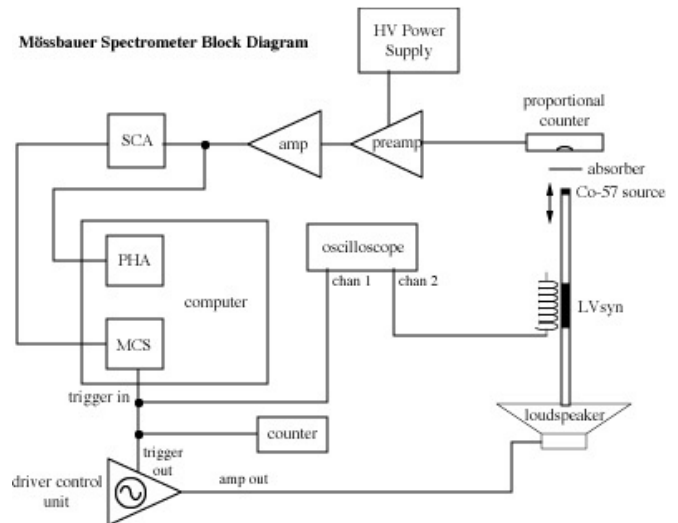 Mössbauer Spectrometer Block Diagram
HV Power
Supply
proportional
counter
SCA
amp
preamp
absorber
Co-57 source
PHA
computer
oscilloscope
chan 1
chan 2
LVsyn
MCS
trigger in
loudspeaker
counter
trigger
out
driver control
unit
amp out